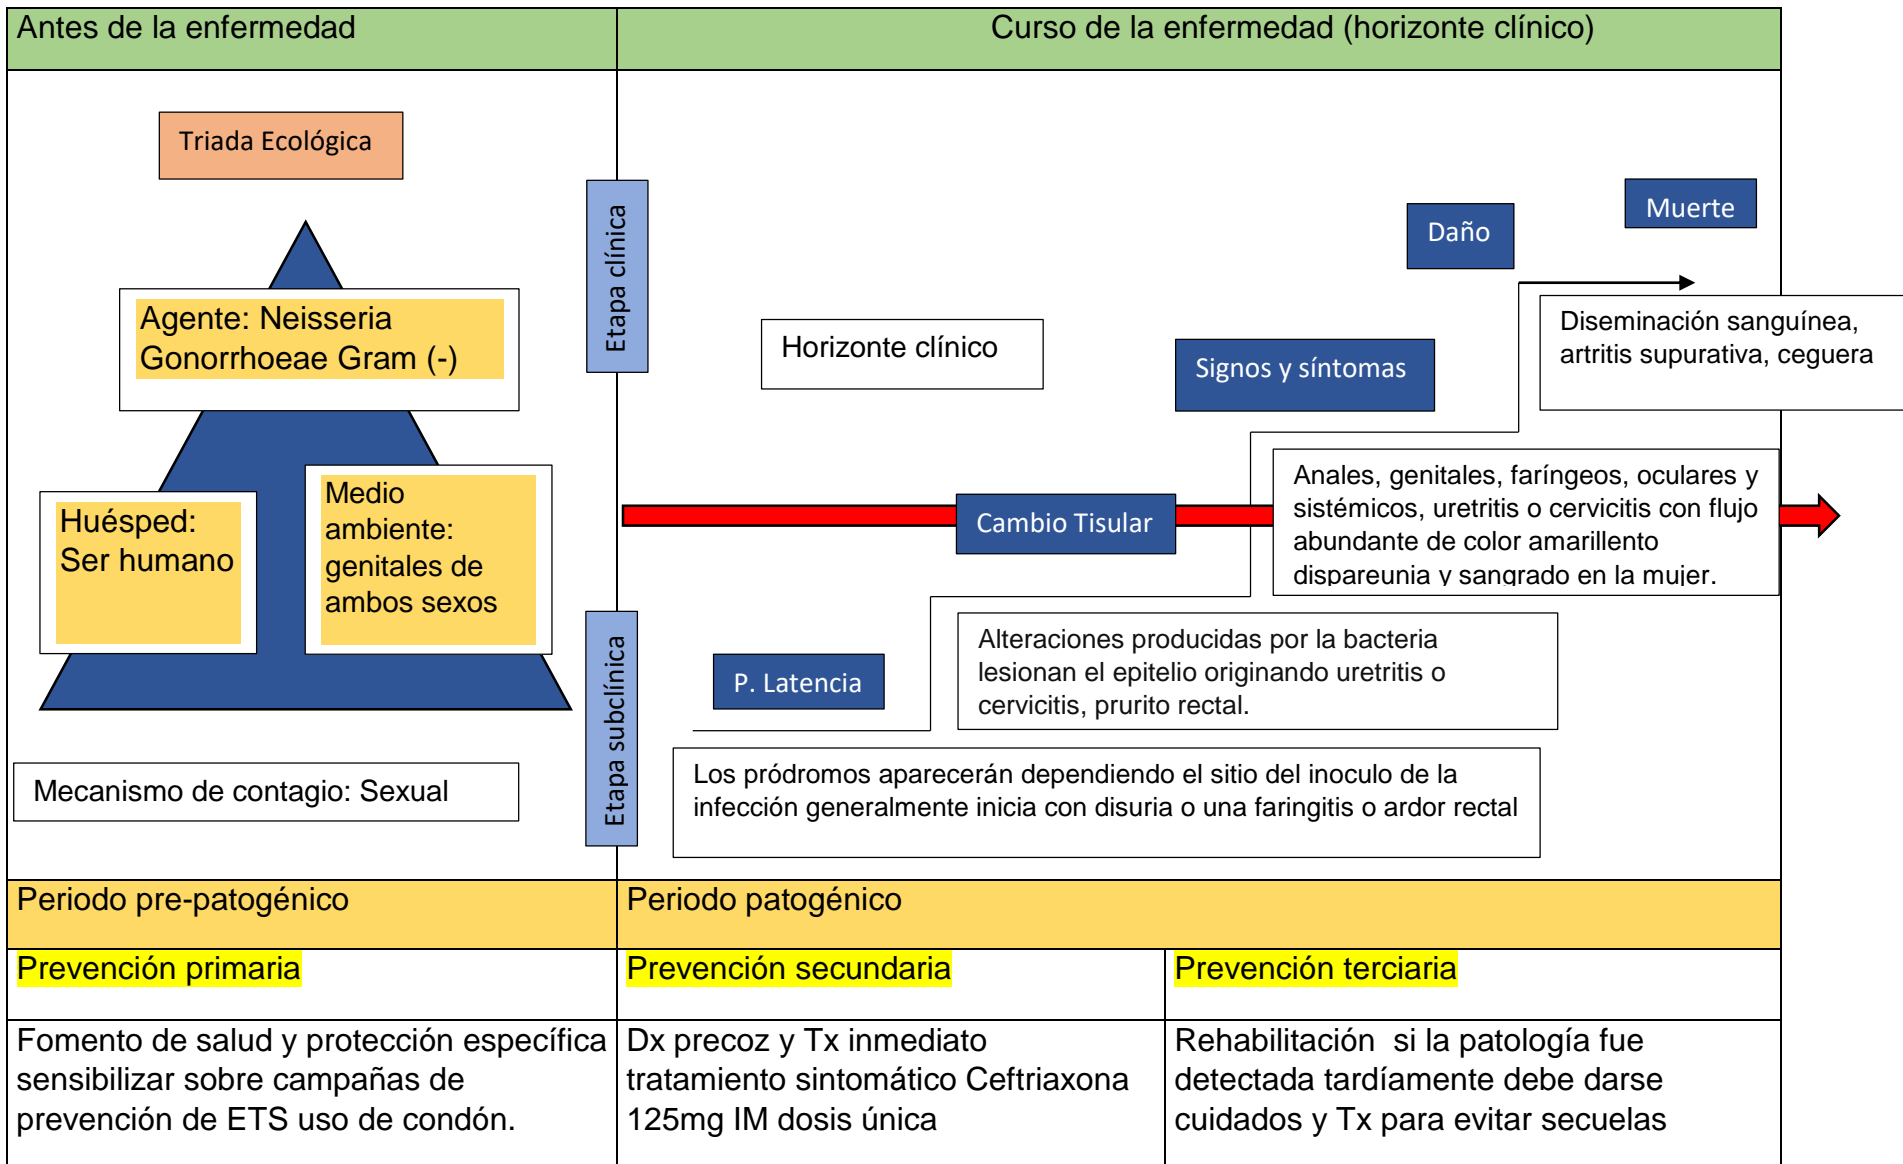 Antes de la enfermedad
Curso de la enfermedad (horizonte clínico)
Triada Ecológica
Agente: Neisseria
Gonorrhoeae Gram (-)
Huésped:
Ser humano
Medio
ambiente:
genitales de
ambos sexos
Mecanismo de contagio: Sexual
Etapa clínica
Etapa subclínica
Horizonte clínico
P. Latencia
Cambio Tisular
Signos y síntomas
Daño
Muerte
Diseminación sanguínea,
artritis supurativa, ceguera
Anales, genitales, faríngeos, oculares y
sistémicos, uretritis o cervicitis con flujo
abundante de color amarillento
dispareunia y sangrado en la mujer.
Alteraciones producidas por la bacteria
lesionan el epitelio originando uretritis o
cervicitis, prurito rectal.
Los pródromos aparecerán dependiendo el sitio del inoculo de la
infección generalmente inicia con disuria o una faringitis o ardor rectal
Periodo pre-patogénico
Periodo patogénico
Prevención primaria
Prevención secundaria
Prevención terciaria
Fomento de salud y protección específica
sensibilizar sobre campañas de
prevención de ETS uso de condón.
Dx precoz y Tx inmediato
tratamiento sintomático Ceftriaxona
125mg IM dosis única
Rehabilitación  si la patología fue
detectada tardíamente debe darse
cuidados y Tx para evitar secuelas